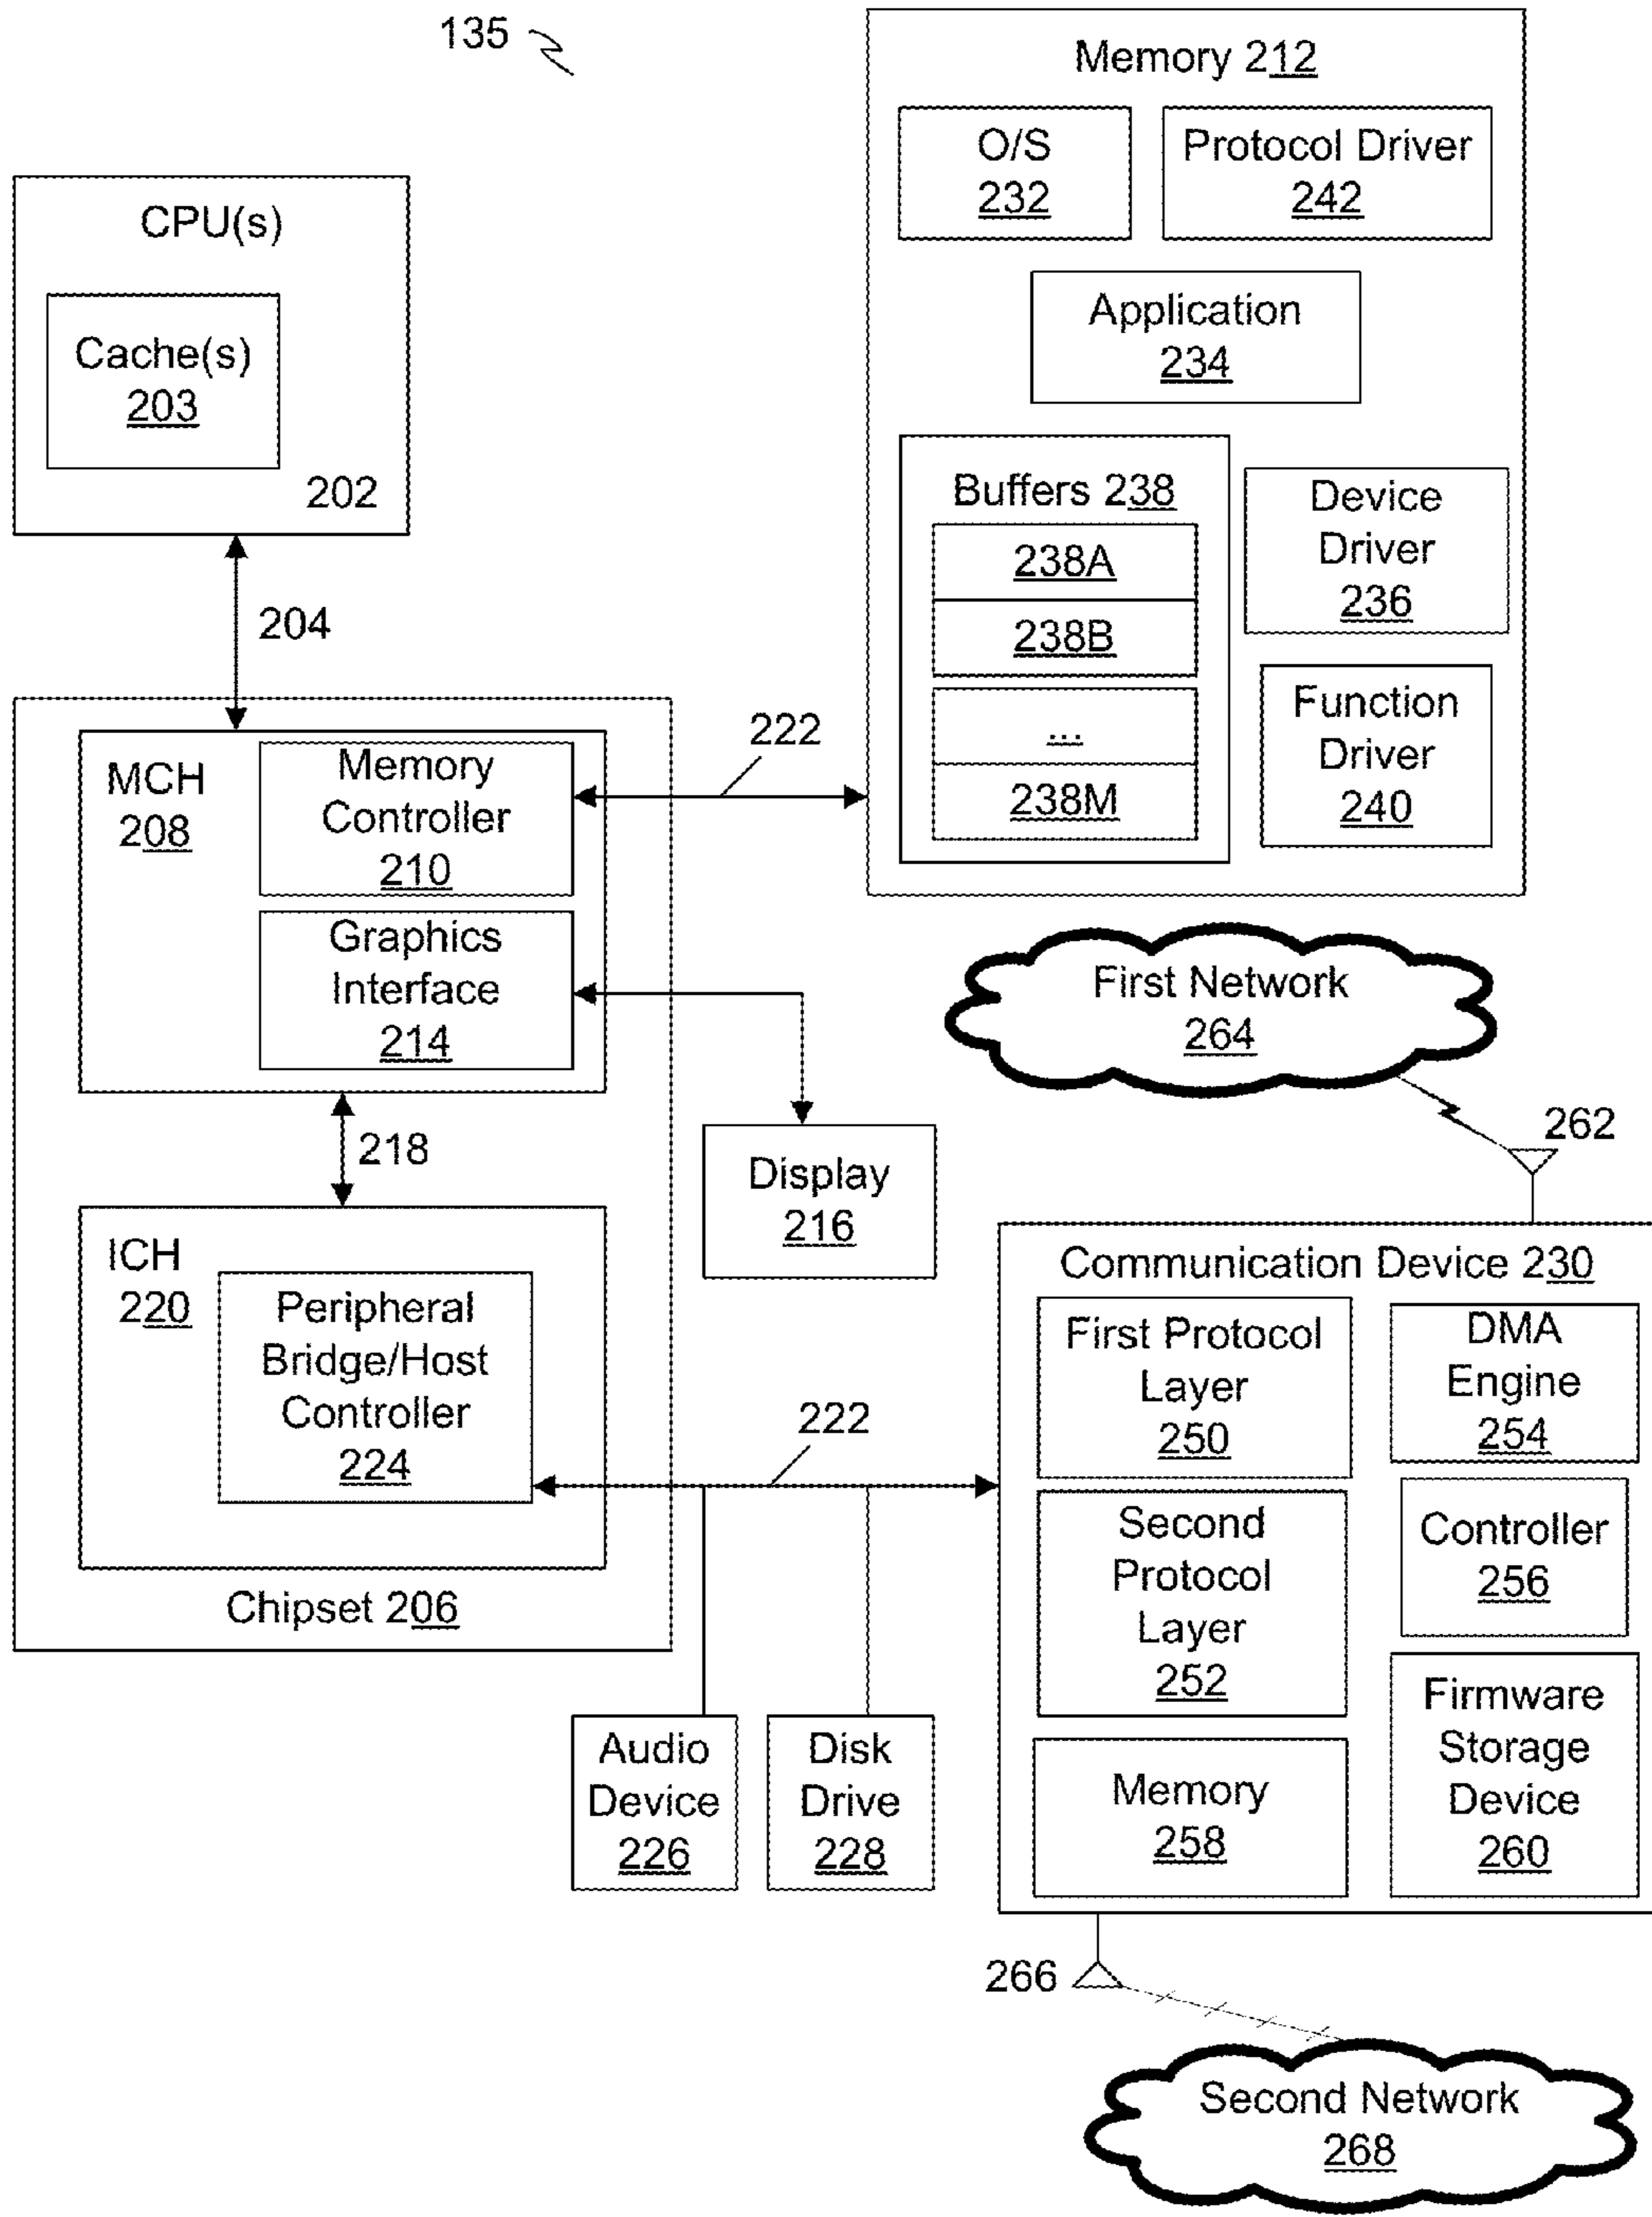 135
Memory 212
O/S
232
Protocol Driver
242
Application
234
Buffers 238
238A
238B
...
238M
Device
Driver
236
Function
Driver
240
CPU(s)
Cache(s)
203
202
204
MCH
208
Memory
Controller
210
222
Graphics
Interface
214
First Network
264
262
218
Display
216
ICH
220
Peripheral
Bridge/Host
Controller
224
222
Chipset 206
Communication Device 230
First Protocol
Layer
250
DMA
Engine
254
Second
Protocol
Layer
252
Controller
256
Memory
258
Firmware
Storage
Device
260
Audio
Device
226
Disk
Drive
228
266
Second Network
268